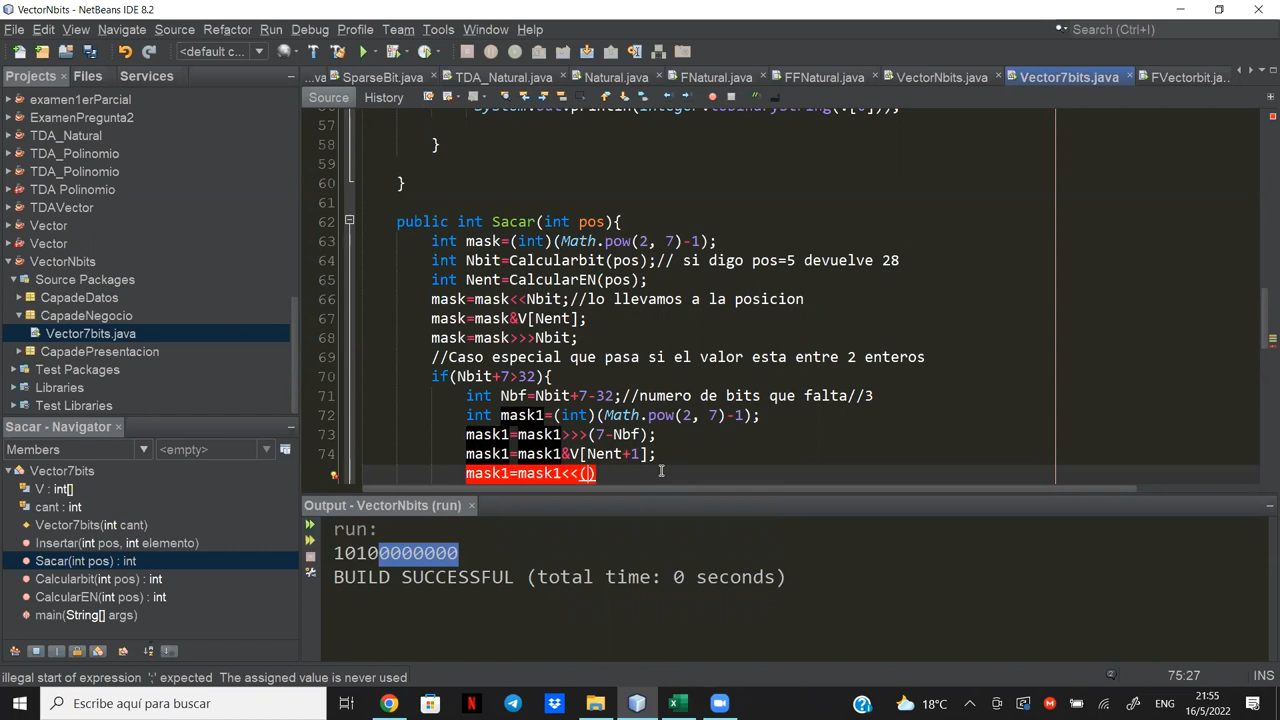 VectorNbits - NetBeans IDE 8.2
File Edit View Navigate Source Refactor Run Debug Profile Team Tools Window Help
Search (Ctrl+I)
<default c...
Projects Files Services
...va SparseBit.java TDA_Natural.java Natural.java FNatural.java FFNatural.java VectorNbits.java Vector7bits.java FVectorbit.ja...
Source History
examen1erParcial
ExamenPregunta2
TDA_Natural
TDA_Polinomio
TDA_Polinomio
TDA Polinomio
TDAVector
Vector
Vector
VectorNbits
Source Packages
CapadeDatos
CapadeNegocio
Vector7bits.java
CapadePresentacion
Test Packages
Libraries
Test Libraries
57
58 }
59
60 }
61
62 public int Sacar(int pos){
63 int mask=(int)(Math.pow(2, 7)-1);
64 int Nbit=Calcularbit(pos);// si digo pos=5 devuelve 28
65 int Nent=CalcularEN(pos);
66 mask=mask<<Nbit;//lo llevamos a la posicion
67 mask=mask&V[Nent];
68 mask=mask>>>Nbit;
69 //Caso especial que pasa si el valor esta entre 2 enteros
70 if(Nbit+7>32){
71 int Nbf=Nbit+7-32;//numero de bits que falta//3
72 int mask1=(int)(Math.pow(2, 7)-1);
73 mask1=mask1>>>(7-Nbf);
74 mask1=mask1&V[Nent+1];
mask1=mask1<<()
Sacar - Navigator
Members <empty>
Vector7bits
V : int[]
cant : int
Vector7bits(int cant)
Insertar(int pos, int elemento)
Sacar(int pos) : int
Calcularbit(int pos) : int
CalcularEN(int pos) : int
main(String[] args)
Output - VectorNbits (run)
run:
10100000000
BUILD SUCCESSFUL (total time: 0 seconds)
illegal start of expression ';' expected The assigned value is never used
75:27 INS
Escribe aquí para buscar
18°C
ENG
21:55
16/5/2022